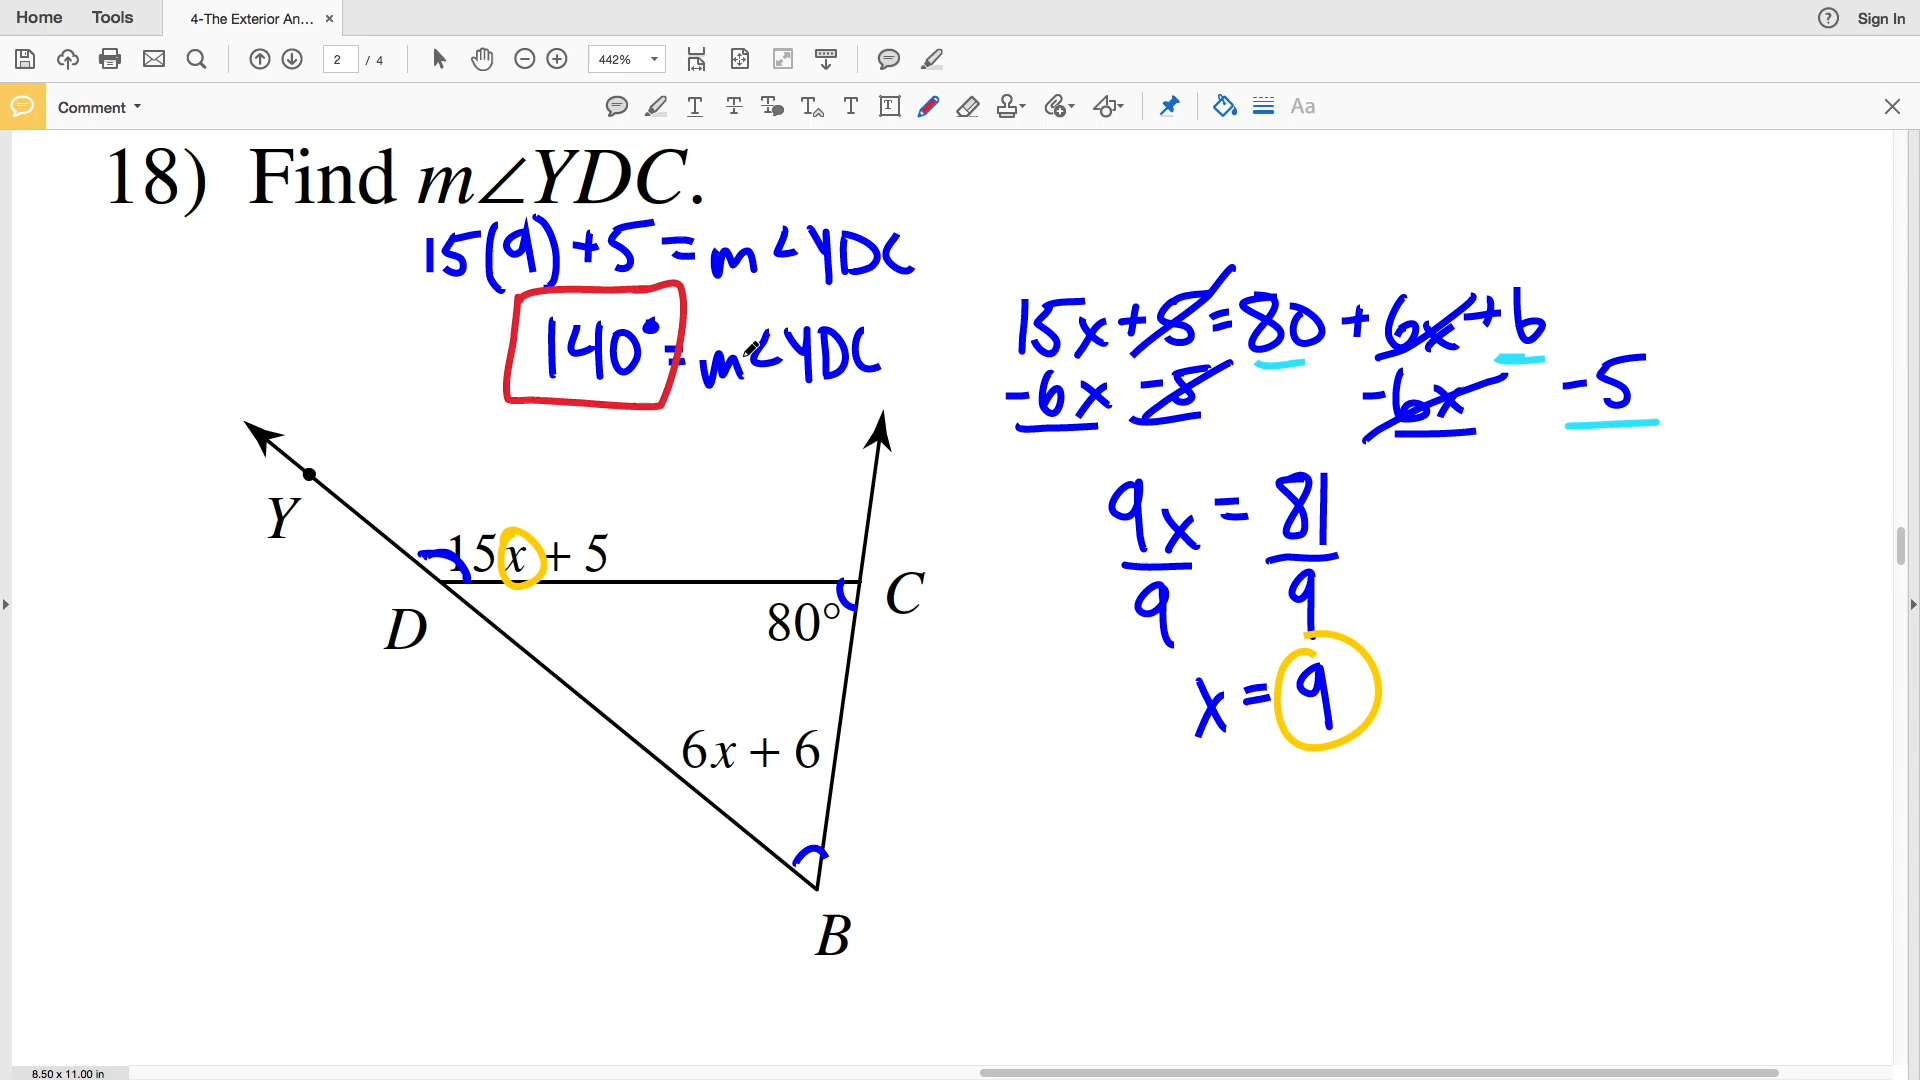 Home Tools 4-The Exterior An... × ? Sign In
2 / 4 442%
Comment Aa
18) Find m∠YDC.
15(9)+5=m∠YDC
140°=m∠YDC
15x+5=80+6x+6
-6x -5 -6x -5
9x=81
9 9
x=9
Y
15x + 5
D
80°
C
6x + 6
B
8.50 x 11.00 in